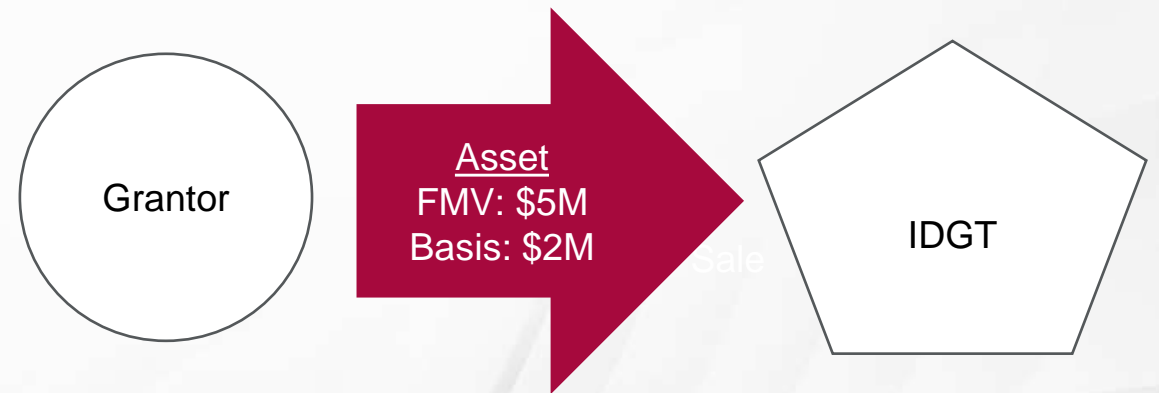 Grantor
Asset
FMV: $5M
Basis: $2M
Sale
IDGT